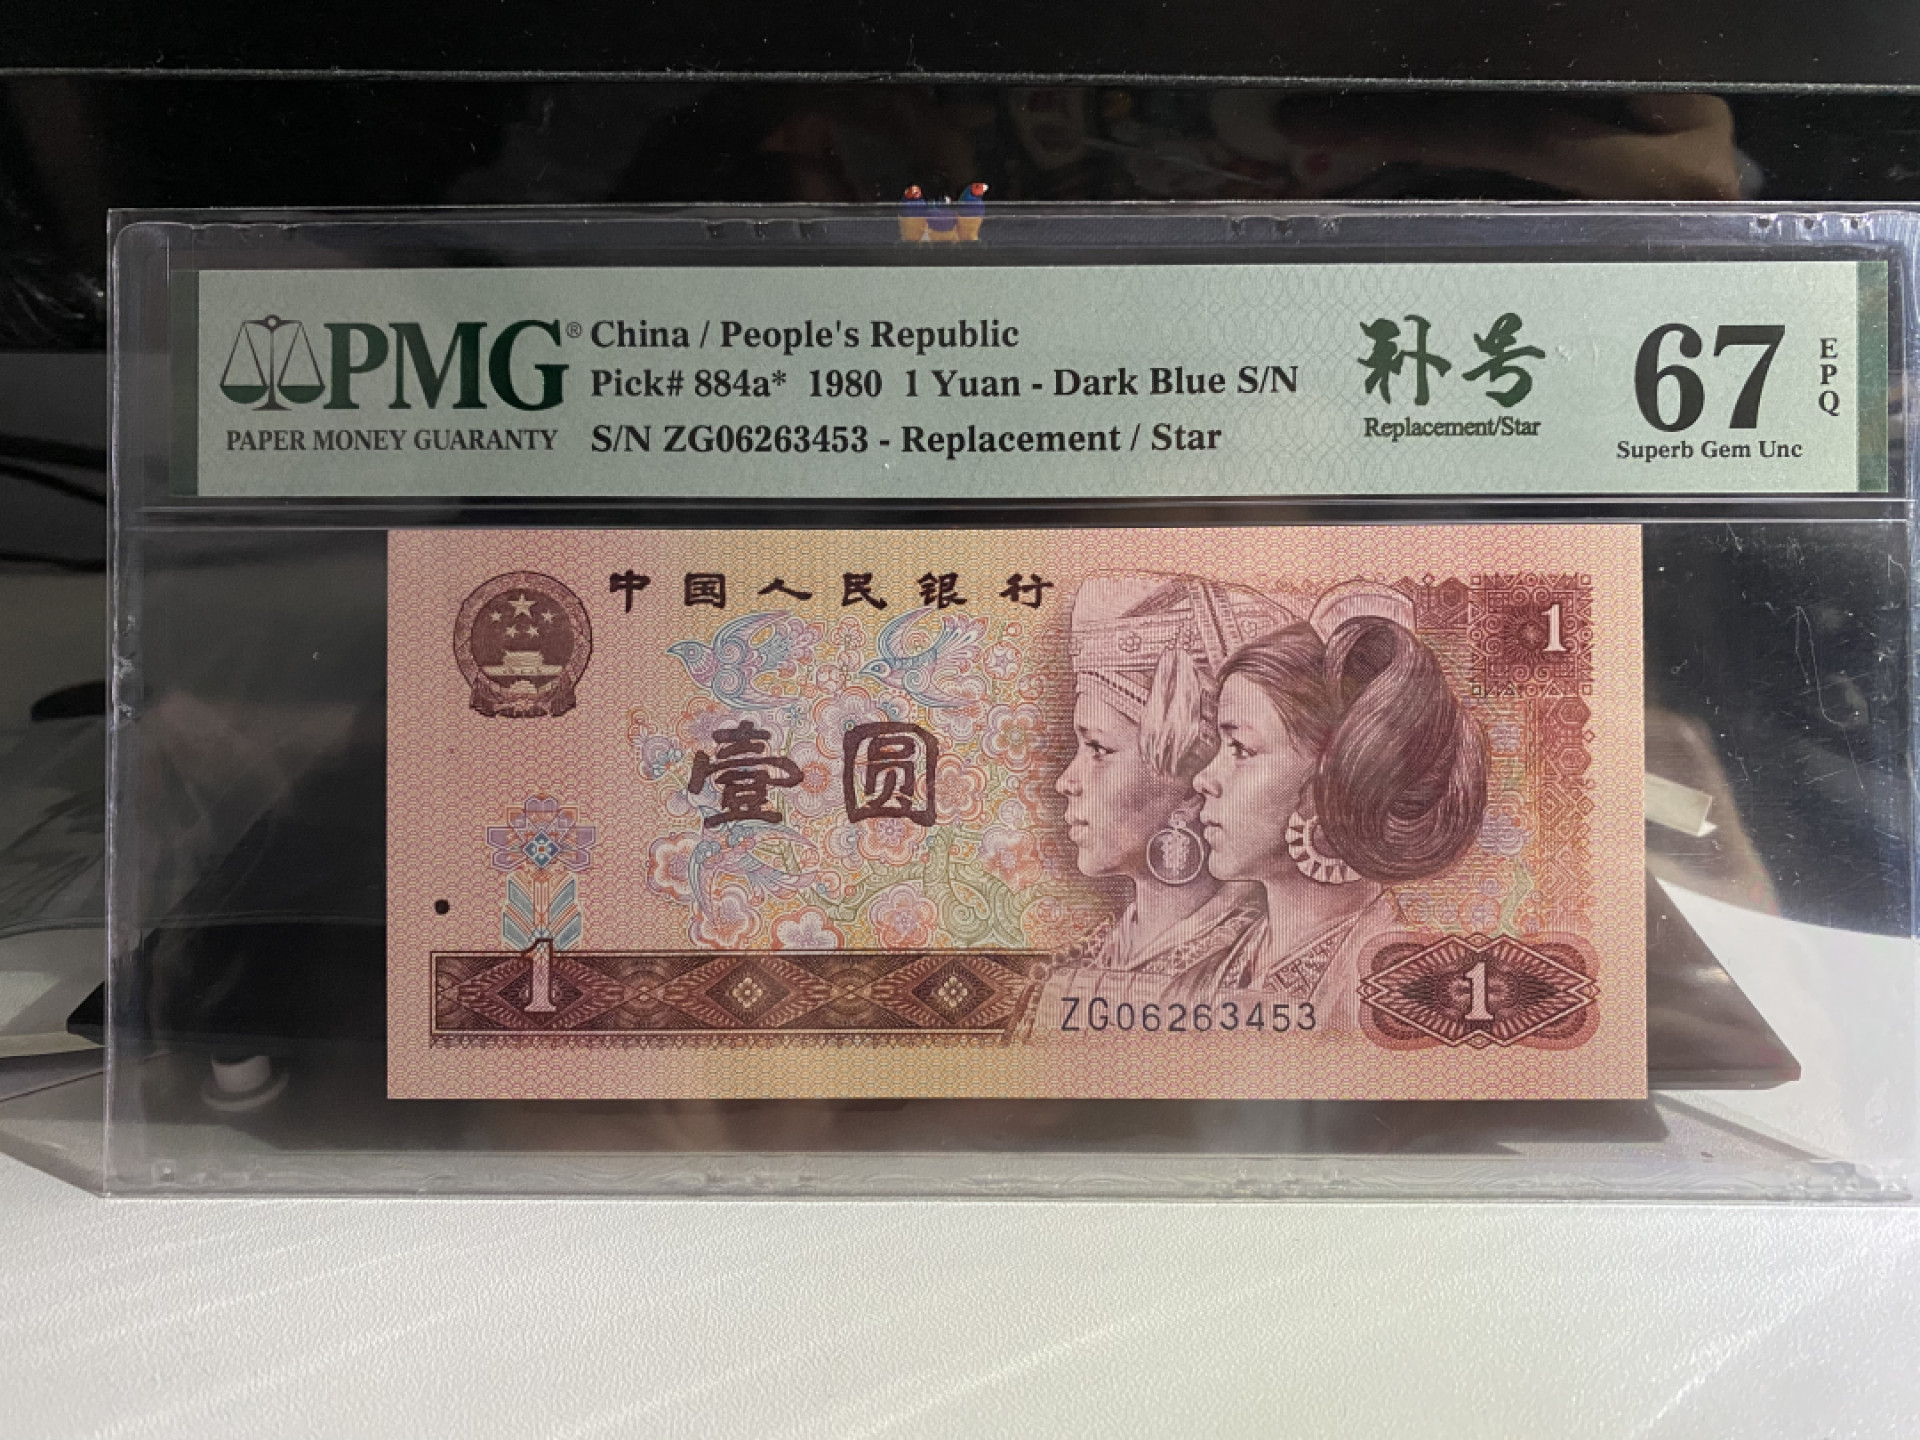 PMG® China / People's Republic
Pick# 884a* 1980 1 Yuan - Dark Blue S/N
PAPER MONEY GUARANTY S/N ZG06263453 - Replacement / Star
补号
Replacement/Star
67
EPQ
Superb Gem Unc
中国人民银行
1
壹圆
1
ZG06263453
1